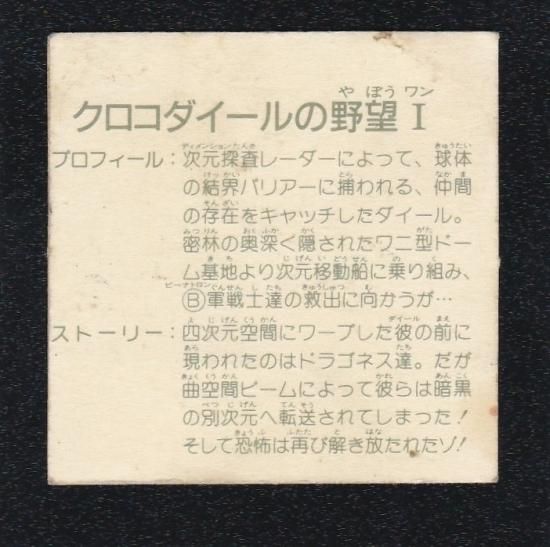 クロコダイールの野望Ⅰ
プロフィール：次元探査レーダーによって、球体
の結界バリアーに捕われる、仲間
の存在をキャッチしたダイール。
密林の奥深く隠されたワニ型ドー
ム基地より次元移動船に乗り組み、
Ⓑ軍戦士達の救出に向かうが…
ストーリー：四次元空間にワープした彼の前に
現われたのはドラゴネス達。だが
曲空間ビームによって彼らは暗黒
の別次元へ転送されてしまった！
そして恐怖は再び解き放たれたゾ！